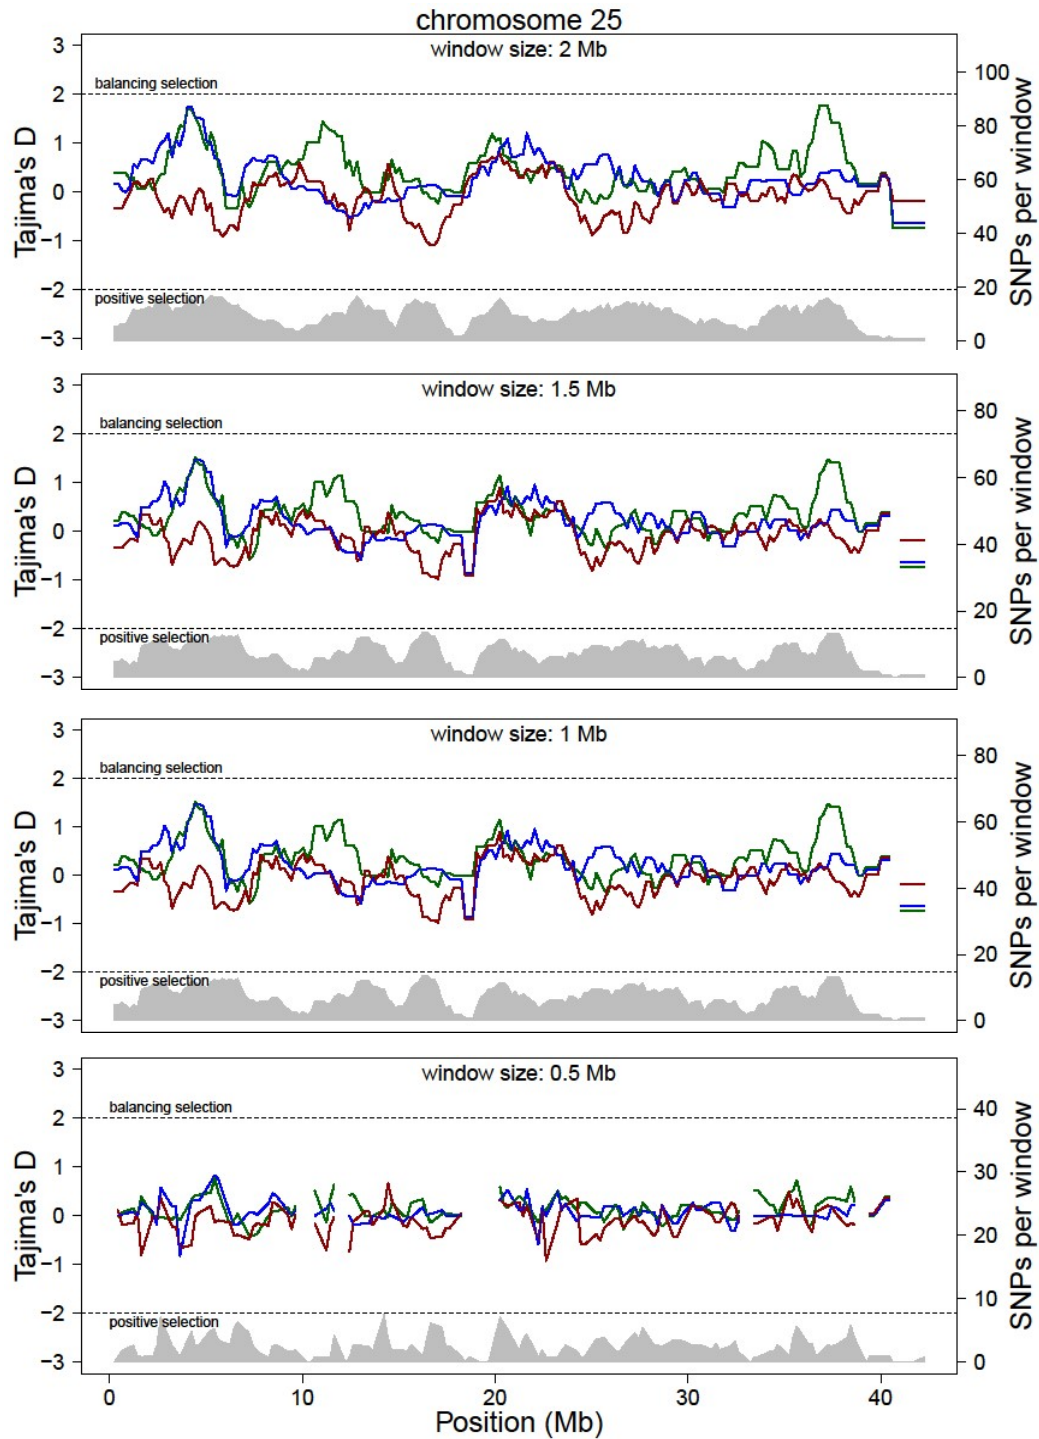 chromosome 25
window size: 2 Mb
3
2
1
0
−1
−2
−3
Tajima's D
balancing selection
positive selection
100
80
60
40
20
0
SNPs per window
window size: 1.5 Mb
3
2
1
0
−1
−2
−3
Tajima's D
balancing selection
positive selection
80
60
40
20
0
SNPs per window
window size: 1 Mb
3
2
1
0
−1
−2
−3
Tajima's D
balancing selection
positive selection
80
60
40
20
0
SNPs per window
window size: 0.5 Mb
3
2
1
0
−1
−2
−3
Tajima's D
balancing selection
positive selection
40
30
20
10
0
SNPs per window
0 10 20 30 40
Position (Mb)